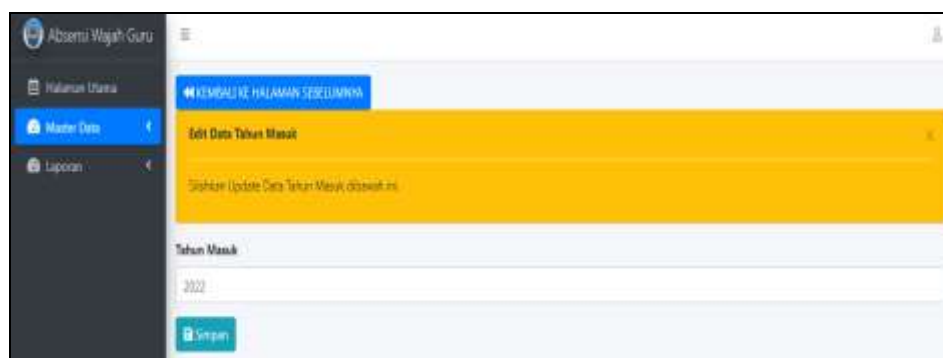 Absensi Wajah Guru
Halaman Utama
Master Data
Laporan
KEMBALI KE HALAMAN SEBELUMNYA
Edit Data Tahun Masuk
x
Silahkan Update Data Tahun Masuk dibawah ini.
Tahun Masuk
2022
Simpan